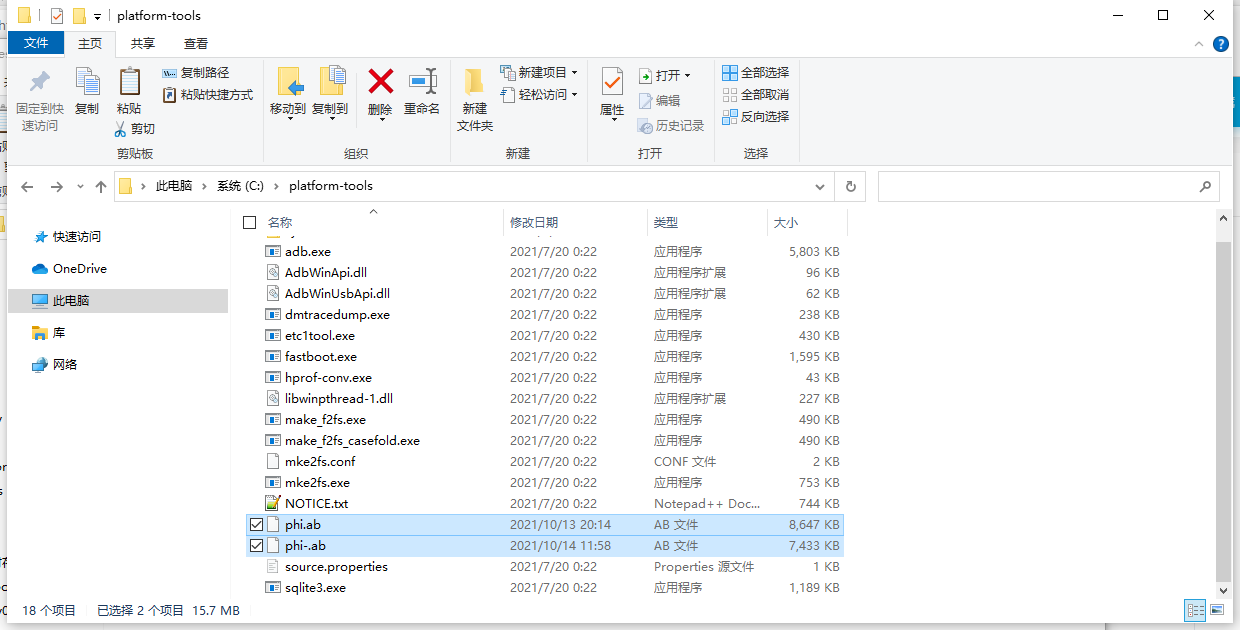 platform-tools
文件 主页 共享 查看
固定到快速访问
复制
粘贴
复制路径
粘贴快捷方式
剪切
剪贴板
移动到 复制到 删除 重命名
组织
新建文件夹
新建项目
轻松访问
新建
属性
打开
编辑
历史记录
打开
全部选择
全部取消
反向选择
选择
此电脑 系统 (C:) platform-tools
快速访问
OneDrive
此电脑
库
网络
名称 修改日期 类型 大小
adb.exe 2021/7/20 0:22 应用程序 5,803 KB
AdbWinApi.dll 2021/7/20 0:22 应用程序扩展 96 KB
AdbWinUsbApi.dll 2021/7/20 0:22 应用程序扩展 62 KB
dmtracedump.exe 2021/7/20 0:22 应用程序 238 KB
etc1tool.exe 2021/7/20 0:22 应用程序 430 KB
fastboot.exe 2021/7/20 0:22 应用程序 1,595 KB
hprof-conv.exe 2021/7/20 0:22 应用程序 43 KB
libwinpthread-1.dll 2021/7/20 0:22 应用程序扩展 227 KB
make_f2fs.exe 2021/7/20 0:22 应用程序 490 KB
make_f2fs_casefold.exe 2021/7/20 0:22 应用程序 490 KB
mke2fs.conf 2021/7/20 0:22 CONF 文件 2 KB
mke2fs.exe 2021/7/20 0:22 应用程序 753 KB
NOTICE.txt 2021/7/20 0:22 Notepad++ Doc... 744 KB
phi.ab 2021/10/13 20:14 AB 文件 8,647 KB
phi-.ab 2021/10/14 11:58 AB 文件 7,433 KB
source.properties 2021/7/20 0:22 Properties 源文件 1 KB
sqlite3.exe 2021/7/20 0:22 应用程序 1,189 KB
18 个项目 已选择 2 个项目 15.7 MB